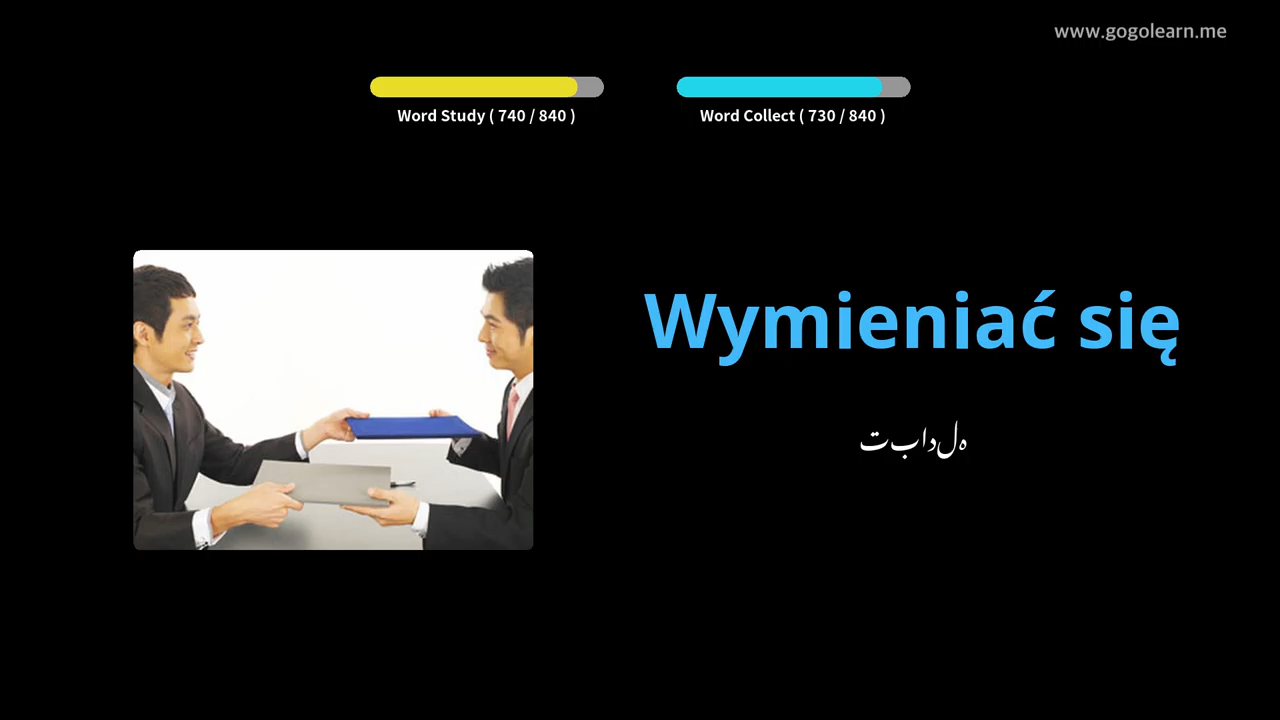 www.gogolearn.me
Word Study ( 740 / 840 )
Word Collect ( 730 / 840 )
Wymieniać się
تبادلہ